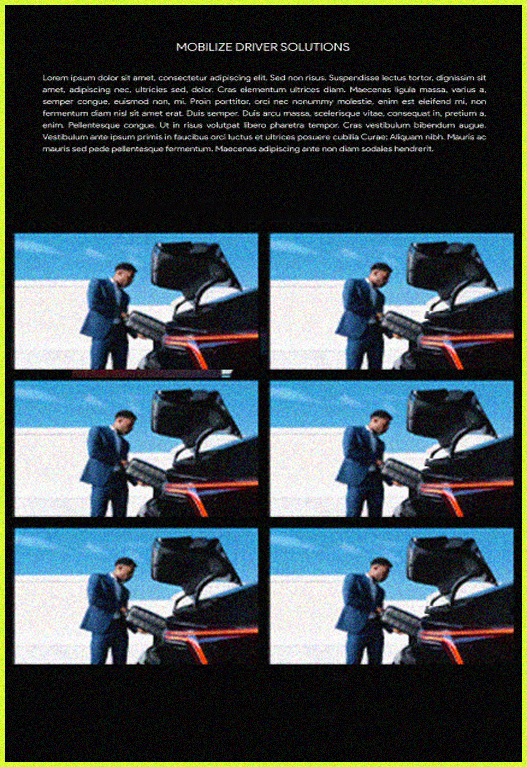 MOBILIZE DRIVER SOLUTIONS
Lorem ipsum dolor sit amet, consectetur adipiscing elit. Sed non risus. Suspendisse lectus tortor, dignissim sit
amet, adipiscing nec, ultricies sed, dolor. Cras elementum ultrices diam. Maecenas ligula massa, varius a,
semper congue, euismod non, mi. Proin porttitor, orci nec nonummy molestie, enim est eleifend mi, non
fermentum diam nisl sit amet erat. Duis semper. Duis arcu massa, scelerisque vitae, consequat in, pretium a,
enim. Pellentesque congue. Ut in risus volutpat libero pharetra tempor. Cras vestibulum bibendum augue.
Vestibulum ante ipsum primis in faucibus orci luctus et ultrices posuere cubilia Curae; Aliquam nibh. Mauris ac
mauris sed pede pellentesque fermentum. Maecenas adipiscing ante non diam sodales hendrerit.